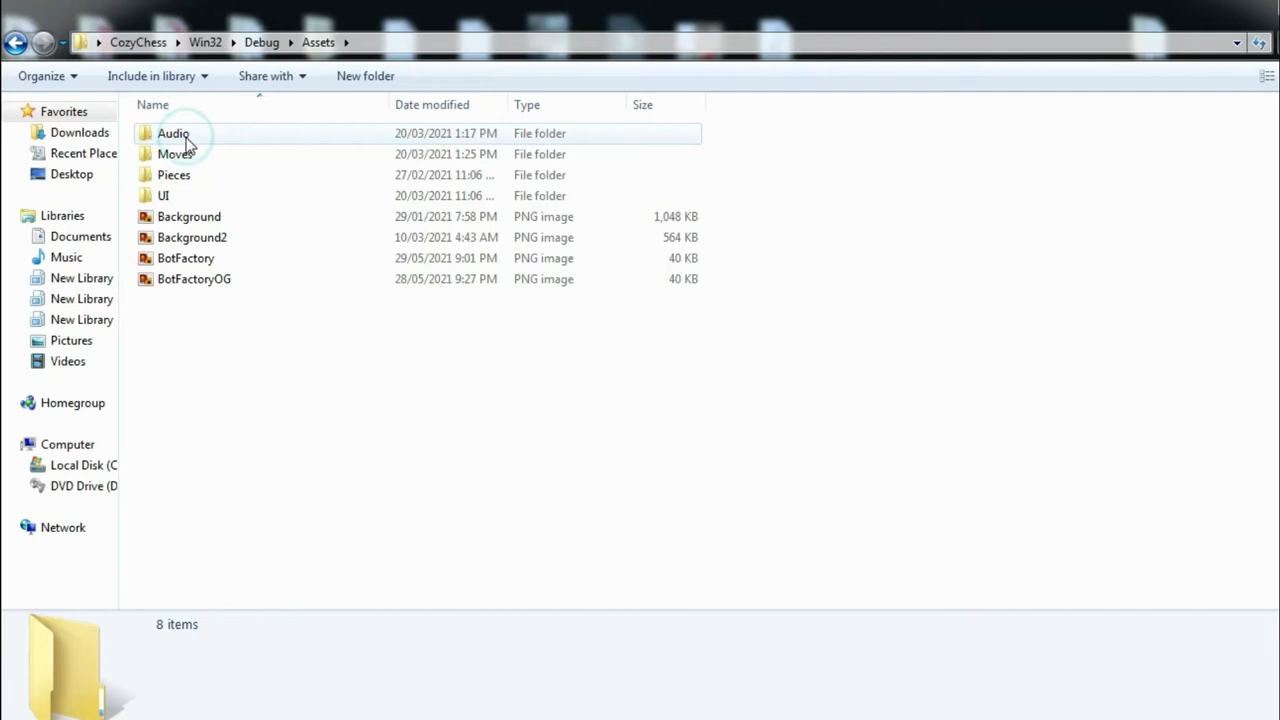 CozyChess Win32 Debug Assets
Organize Include in library Share with New folder
Name Date modified Type Size
Favorites
Downloads
Recent Place
Desktop
Libraries
Documents
Music
New Library
New Library
New Library
Pictures
Videos
Homegroup
Computer
Local Disk (C
DVD Drive (D
Network
Audio 20/03/2021 1:17 PM File folder
Moves 20/03/2021 1:25 PM File folder
Pieces 27/02/2021 11:06 ... File folder
UI 20/03/2021 11:06 ... File folder
Background 29/01/2021 7:58 PM PNG image 1,048 KB
Background2 10/03/2021 4:43 AM PNG image 564 KB
BotFactory 29/05/2021 9:01 PM PNG image 40 KB
BotFactoryOG 28/05/2021 9:27 PM PNG image 40 KB
8 items